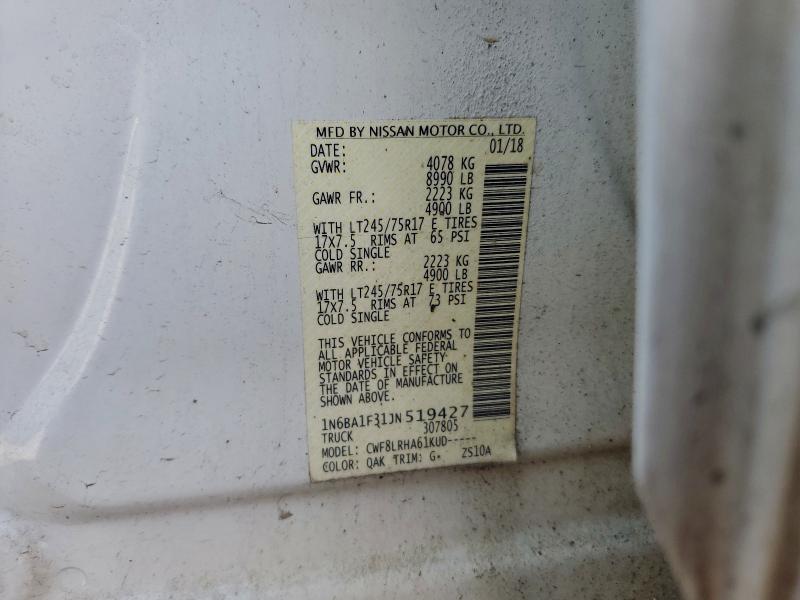 MFD BY NISSAN MOTOR CO., LTD.
DATE: 01/18
GVWR: 4078 KG
8990 LB
GAWR FR.: 2223 KG
4900 LB
WITH LT245/75R17 E TIRES
17X7.5 RIMS AT 65 PSI
COLD SINGLE
GAWR RR.: 2223 KG
4900 LB
WITH LT245/75R17 E TIRES
17X7.5 RIMS AT 73 PSI
COLD SINGLE
THIS VEHICLE CONFORMS TO
ALL APPLICABLE FEDERAL
MOTOR VEHICLE SAFETY
STANDARDS IN EFFECT ON
THE DATE OF MANUFACTURE
SHOWN ABOVE.
1N6BA1F31JN519427
TRUCK 307805
MODEL: CWF8LRHA61KUD-----
COLOR: QAK TRIM: G- ZS10A